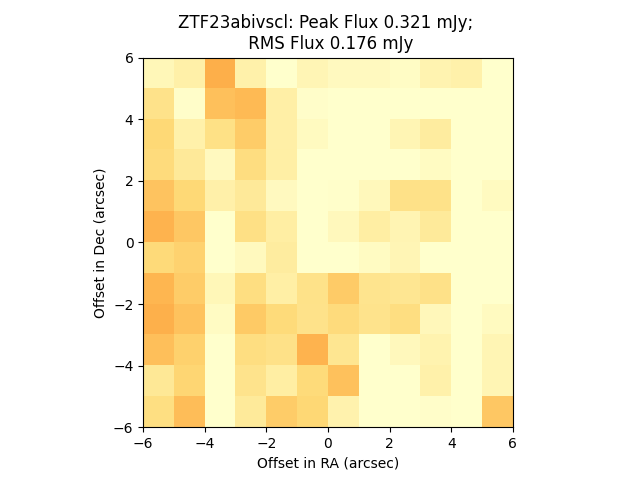 ZTF23abivscl: Peak Flux 0.321 mJy;
RMS Flux 0.176 mJy
6
4
2
0
−2
−4
−6
Offset in Dec (arcsec)
−6 −4 −2 0 2 4 6
Offset in RA (arcsec)